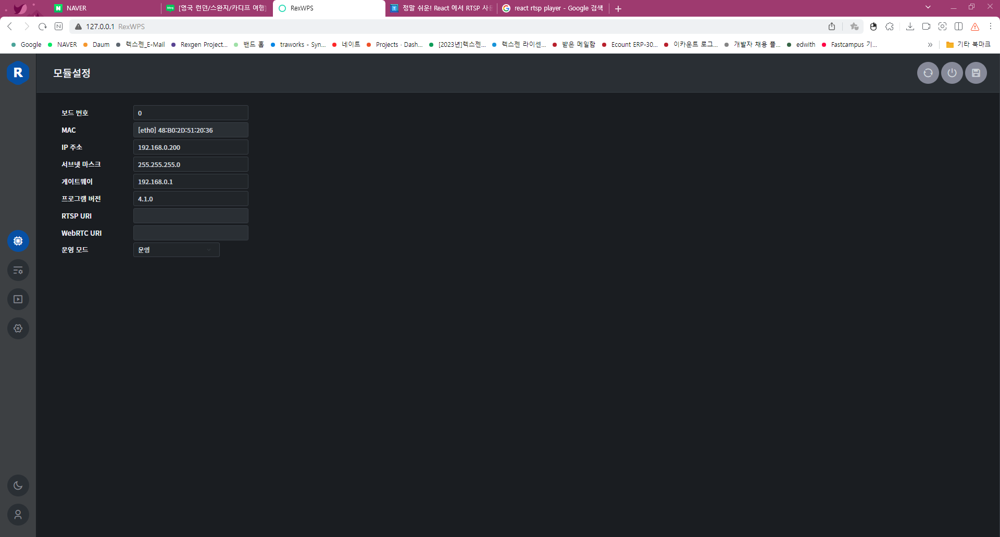 NAVER
[영국 런던/스완지/카디프 여행]
RexWPS
정말 쉬운! React 에서 RTSP 사용
react rtsp player - Google 검색
127.0.0.1 RexWPS
Google NAVER Daum 렉스젠_E-Mail Rexgen Project... 밴드 홈 traworks - Syn... 네이트 Projects · Dash... [2023년]렉스젠... 렉스젠 라이센... 받은 메일함 Ecount ERP-30... 이카운트 로그... 개발자 채용 플... edwith Fastcampus 기... » 기타 북마크
R
모듈설정
보드 번호 0
MAC [eth0] 48:B0:2D:51:20:36
IP 주소 192.168.0.200
서브넷 마스크 255.255.255.0
게이트웨이 192.168.0.1
프로그램 버전 4.1.0
RTSP URI
WebRTC URI
운영 모드 운영